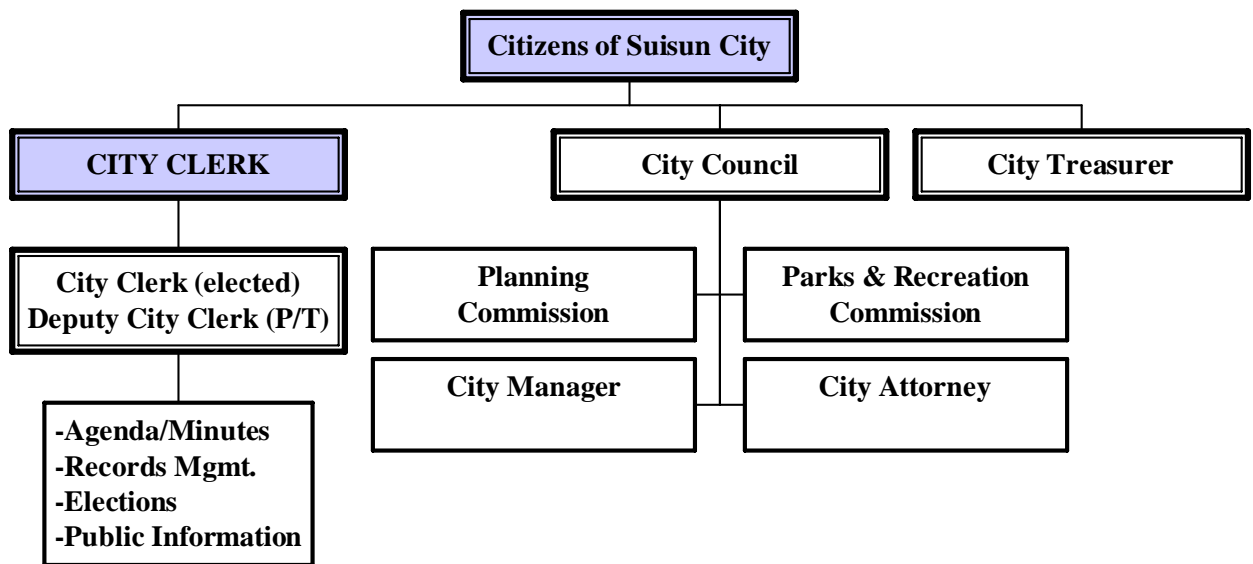 Citizens of Suisun City
CITY CLERK
City Council
City Treasurer
City Clerk (elected)
Deputy City Clerk (P/T)
Planning
Commission
Parks & Recreation
Commission
City Manager
City Attorney
-Agenda/Minutes
-Records Mgmt.
-Elections
-Public Information